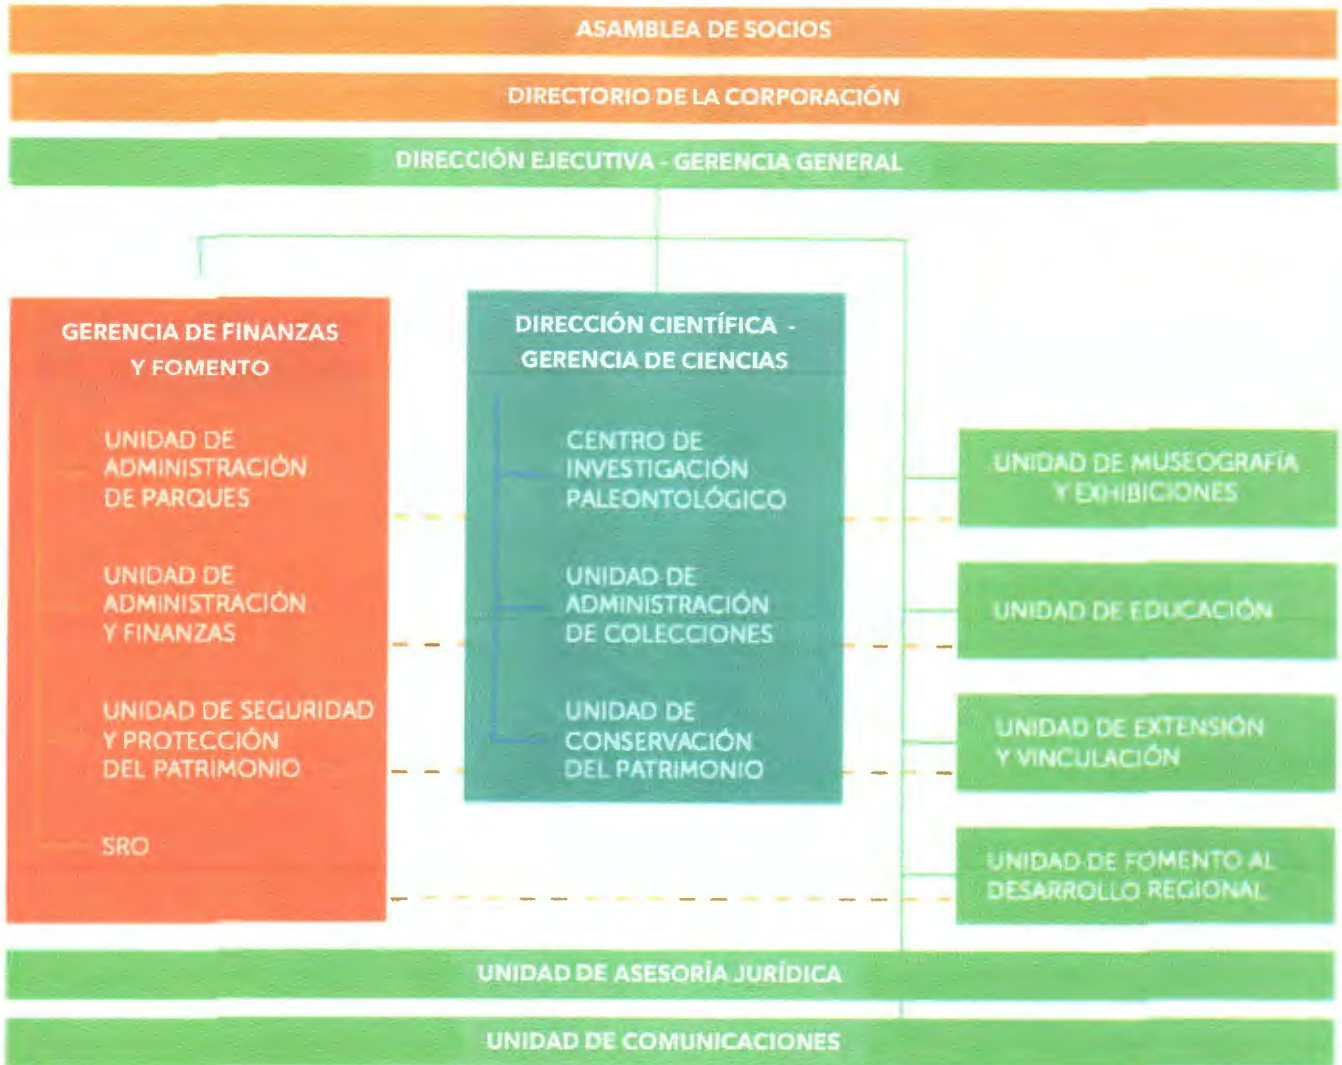 ASAMBLEA DE SOCIOS
DIRECTORIO DE LA CORPORACIÓN
DIRECCIÓN EJECUTIVA - GERENCIA GENERAL
GERENCIA DE FINANZAS
Y FOMENTO
UNIDAD DE
ADMINISTRACIÓN
DE PARQUES
UNIDAD DE
ADMINISTRACIÓN
Y FINANZAS
UNIDAD DE SEGURIDAD
Y PROTECCIÓN
DEL PATRIMONIO
SRO
DIRECCIÓN CIENTÍFICA -
GERENCIA DE CIENCIAS
CENTRO DE
INVESTIGACIÓN
PALEONTOLÓGICO
UNIDAD DE
ADMINISTRACIÓN
DE COLECCIONES
UNIDAD DE
CONSERVACIÓN
DEL PATRIMONIO
UNIDAD DE MUSEOGRAFÍA
Y EXHIBICIONES
UNIDAD DE EDUCACIÓN
UNIDAD DE EXTENSIÓN
Y VINCULACIÓN
UNIDAD DE FOMENTO AL
DESARROLLO REGIONAL
UNIDAD DE ASESORÍA JURÍDICA
UNIDAD DE COMUNICACIONES